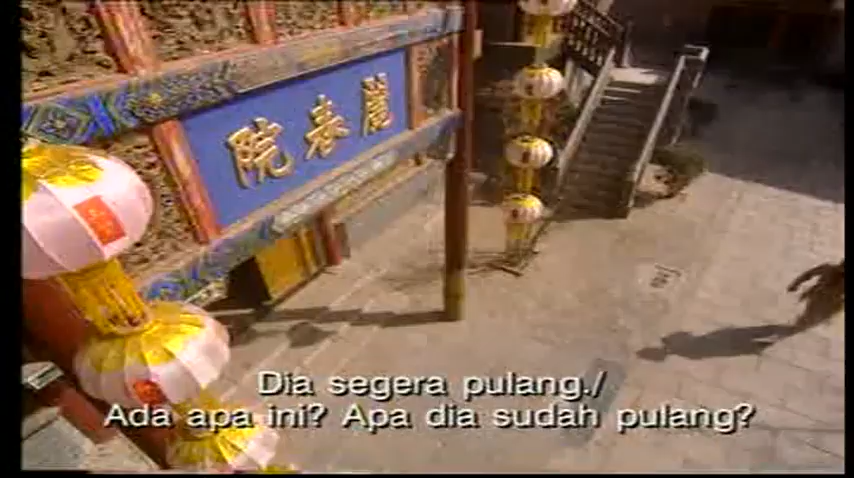 麗春院
Dia segera pulang./
Ada apa ini? Apa dia sudah pulang?